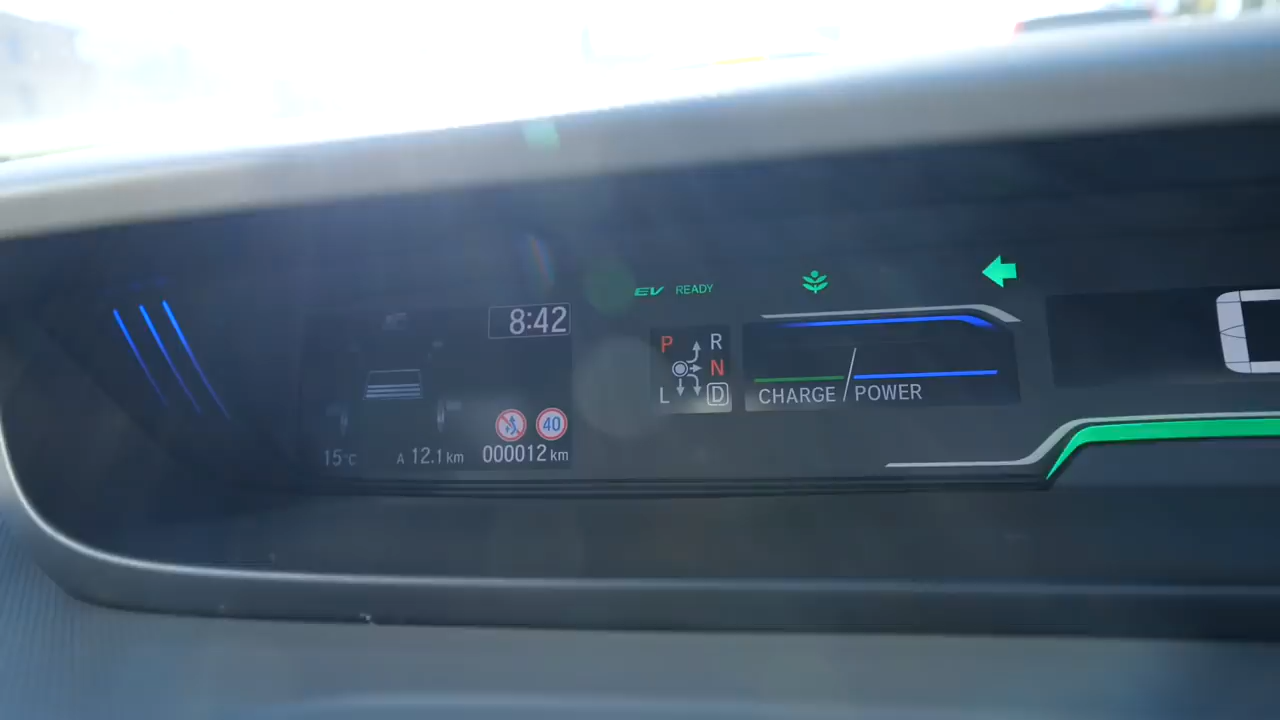 8:42
40
15°C A 12.1 km 000012 km
EV READY
P R
N
L D
CHARGE / POWER